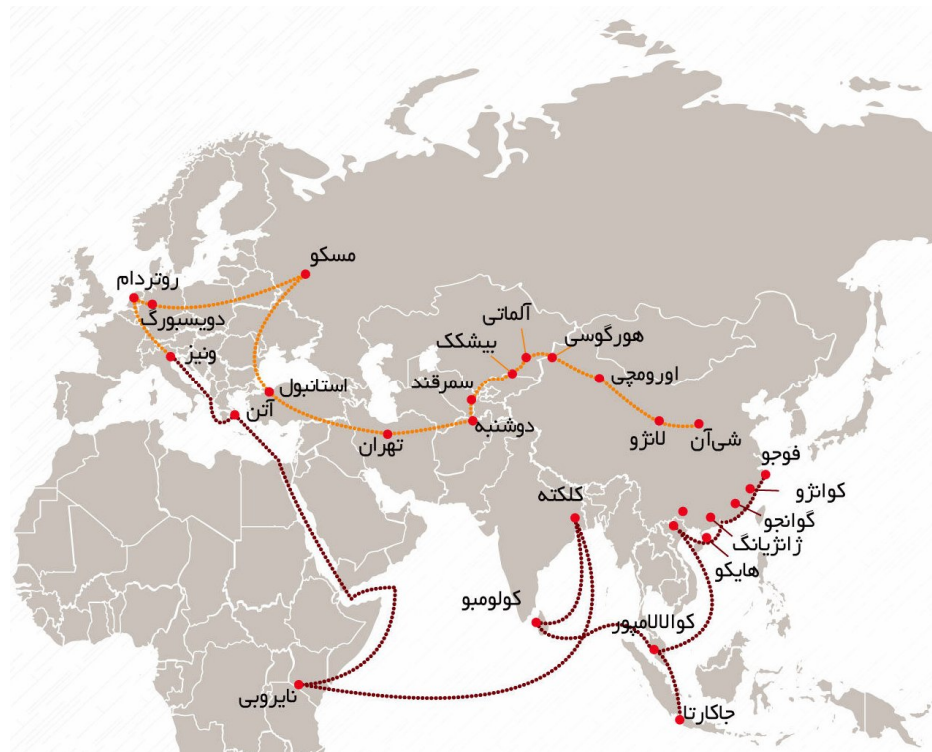 مسکو
روتردام
دویسبورگ
ونیز
آتن
استانبول
تهران
دوشنبه
سمرقند
بیشکک
آلماتی
هورگوسی
اورومچی
لانژو
شی‌آن
فوجو
کوانژو
گوانجو
ژانژیانگ
هایکو
کلکته
کولومبو
کوالالامپور
جاکارتا
نایروبی